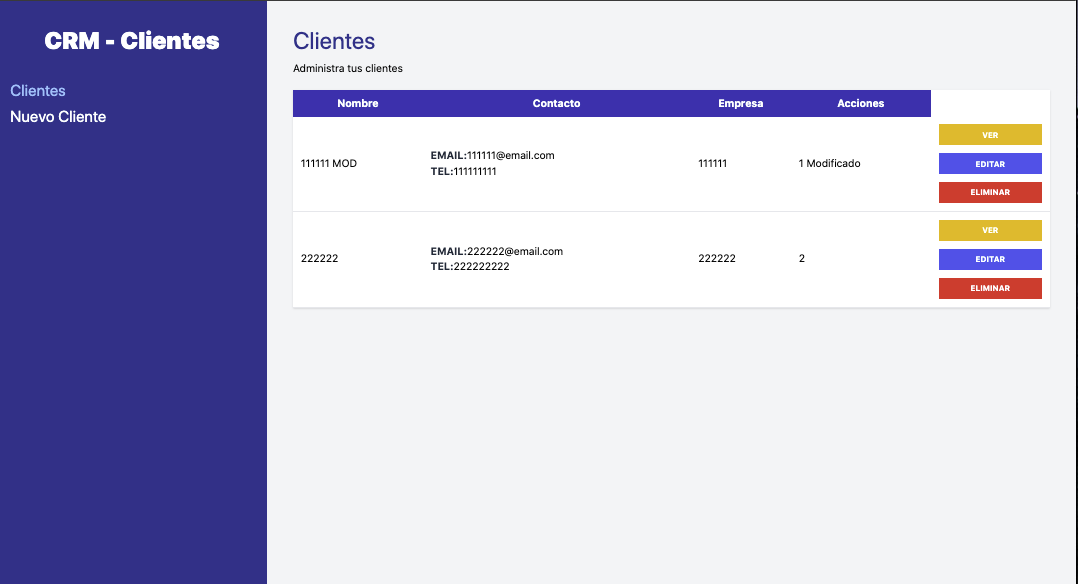 CRM - Clientes
Clientes
Nuevo Cliente
Clientes
Administra tus clientes
Nombre Contacto Empresa Acciones
111111 MOD
EMAIL:111111@email.com
TEL:111111111
111111
1 Modificado
VER
EDITAR
ELIMINAR
222222
EMAIL:222222@email.com
TEL:222222222
222222
2
VER
EDITAR
ELIMINAR